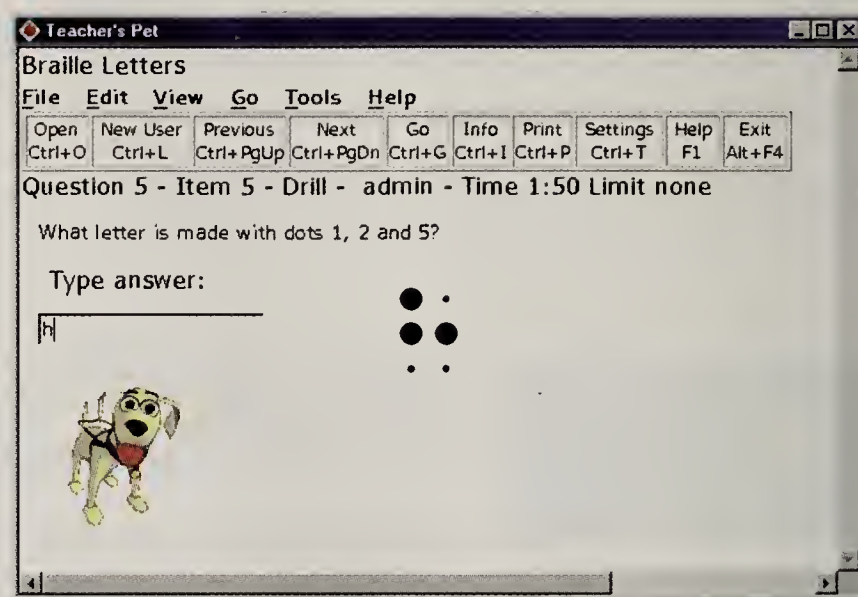 Teacher's Pet
Braille Letters
File Edit View Go Tools Help
Open New User Previous Next Go Info Print Settings Help Exit
Ctrl+O Ctrl+L Ctrl+PgUp Ctrl+PgDn Ctrl+G Ctrl+I Ctrl+P Ctrl+T F1 Alt+F4
Question 5 - Item 5 - Drill - admin - Time 1:50 Limit none
What letter is made with dots 1, 2 and 5?
Type answer:
h